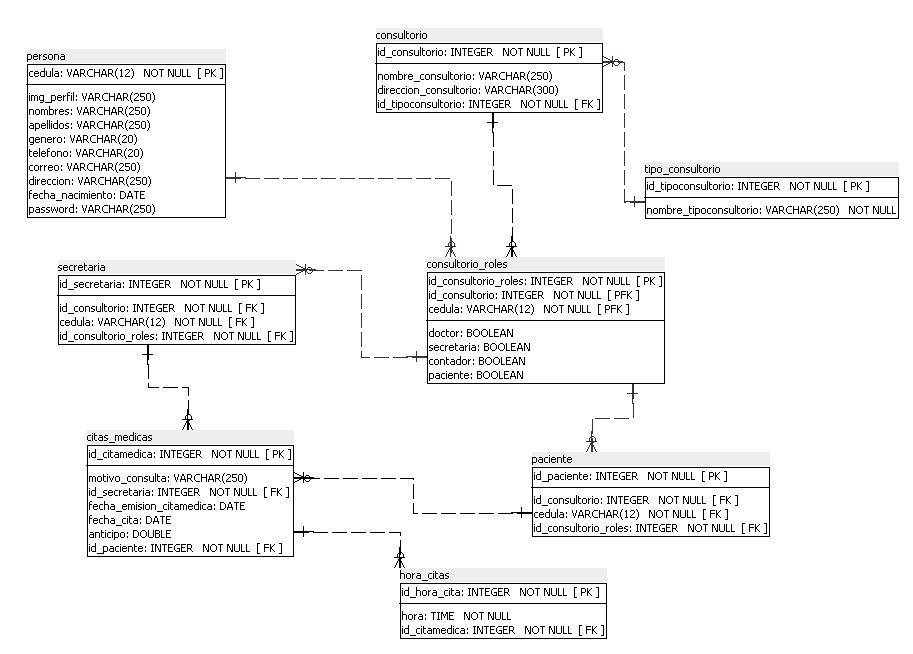 consultorio
id_consultorio: INTEGER NOT NULL [ PK ]
nombre_consultorio: VARCHAR(250)
direccion_consultorio: VARCHAR(300)
id_tipoconsultorio: INTEGER NOT NULL [ FK ]
persona
cedula: VARCHAR(12) NOT NULL [ PK ]
img_perfil: VARCHAR(250)
nombres: VARCHAR(250)
apellidos: VARCHAR(250)
genero: VARCHAR(20)
telefono: VARCHAR(20)
correo: VARCHAR(250)
direccion: VARCHAR(250)
fecha_nacimiento: DATE
password: VARCHAR(250)
tipo_consultorio
id_tipoconsultorio: INTEGER NOT NULL [ PK ]
nombre_tipoconsultorio: VARCHAR(250) NOT NULL
secretaria
id_secretaria: INTEGER NOT NULL [ PK ]
id_consultorio: INTEGER NOT NULL [ FK ]
cedula: VARCHAR(12) NOT NULL [ FK ]
id_consultorio_roles: INTEGER NOT NULL [ FK ]
consultorio_roles
id_consultorio_roles: INTEGER NOT NULL [ PK ]
id_consultorio: INTEGER NOT NULL [ PFK ]
cedula: VARCHAR(12) NOT NULL [ PFK ]
doctor: BOOLEAN
secretaria: BOOLEAN
contador: BOOLEAN
paciente: BOOLEAN
citas_medicas
id_citamedica: INTEGER NOT NULL [ PK ]
motivo_consulta: VARCHAR(250)
id_secretaria: INTEGER NOT NULL [ FK ]
fecha_emision_citamedica: DATE
fecha_cita: DATE
anticipo: DOUBLE
id_paciente: INTEGER NOT NULL [ FK ]
paciente
id_paciente: INTEGER NOT NULL [ PK ]
id_consultorio: INTEGER NOT NULL [ FK ]
cedula: VARCHAR(12) NOT NULL [ FK ]
id_consultorio_roles: INTEGER NOT NULL [ FK ]
hora_citas
id_hora_cita: INTEGER NOT NULL [ PK ]
hora: TIME NOT NULL
id_citamedica: INTEGER NOT NULL [ FK ]